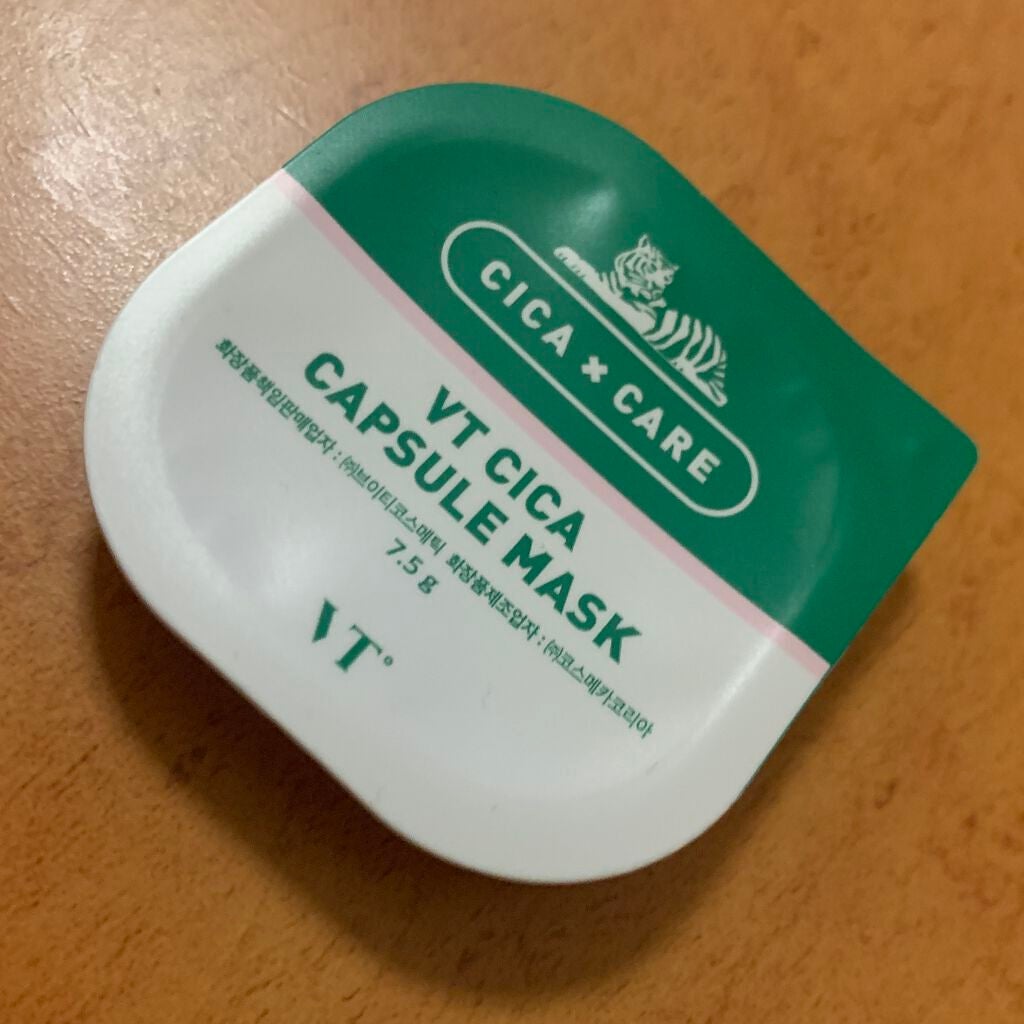 CICA × CARE
VT CICA
CAPSULE MASK
화장품책임판매업자 : ㈜브이티코스메틱 화장품제조업자 : ㈜코스메카코리아
7.5 g
VT